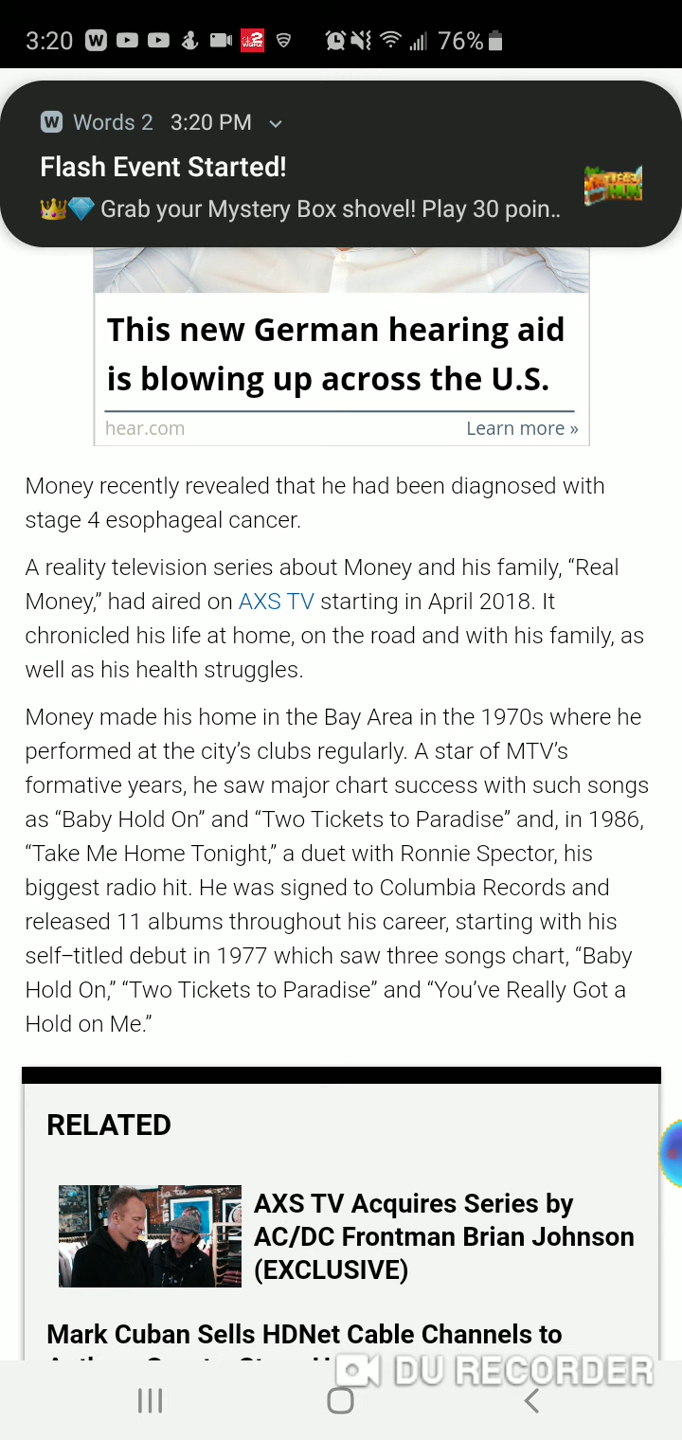 3:20 W 76%
W Words 2 3:20 PM
Flash Event Started!
👑💎 Grab your Mystery Box shovel! Play 30 poin..
This new German hearing aid
is blowing up across the U.S.
hear.com Learn more »
Money recently revealed that he had been diagnosed with
stage 4 esophageal cancer.
A reality television series about Money and his family, “Real
Money,” had aired on AXS TV starting in April 2018. It
chronicled his life at home, on the road and with his family, as
well as his health struggles.
Money made his home in the Bay Area in the 1970s where he
performed at the city’s clubs regularly. A star of MTV’s
formative years, he saw major chart success with such songs
as “Baby Hold On” and “Two Tickets to Paradise” and, in 1986,
“Take Me Home Tonight,” a duet with Ronnie Spector, his
biggest radio hit. He was signed to Columbia Records and
released 11 albums throughout his career, starting with his
self–titled debut in 1977 which saw three songs chart, “Baby
Hold On,” “Two Tickets to Paradise” and “You’ve Really Got a
Hold on Me.”
RELATED
AXS TV Acquires Series by
AC/DC Frontman Brian Johnson
(EXCLUSIVE)
Mark Cuban Sells HDNet Cable Channels to
DU RECORDER